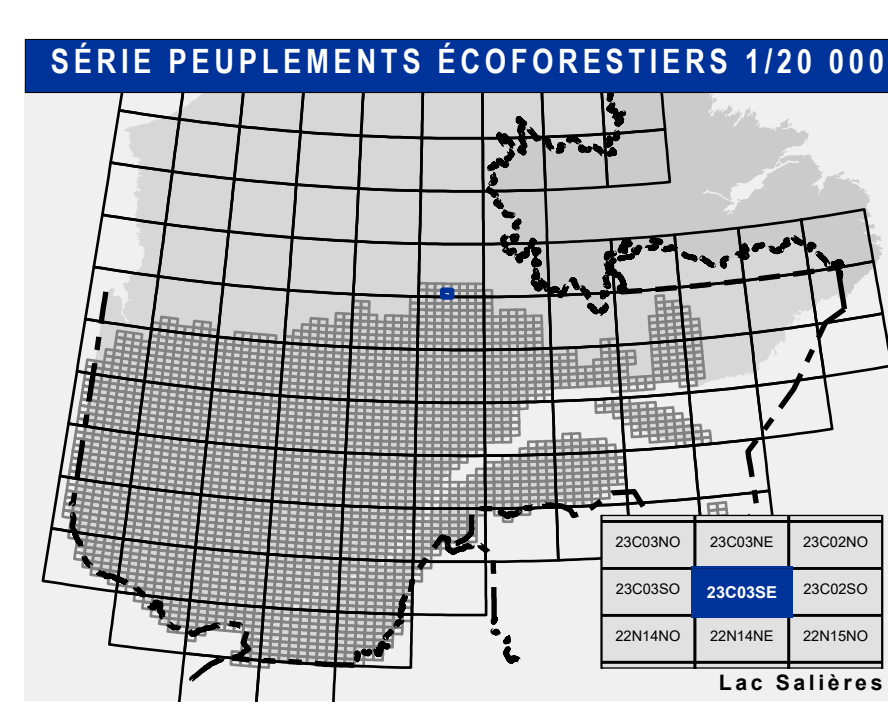 SÉRIE PEUPLEMENTS ÉCOFORESTIERS 1/20 000
23C03NO 23C03NE 23C02NO
23C03SO 23C03SE 23C02SO
22N14NO 22N14NE 22N15NO
Lac Salières